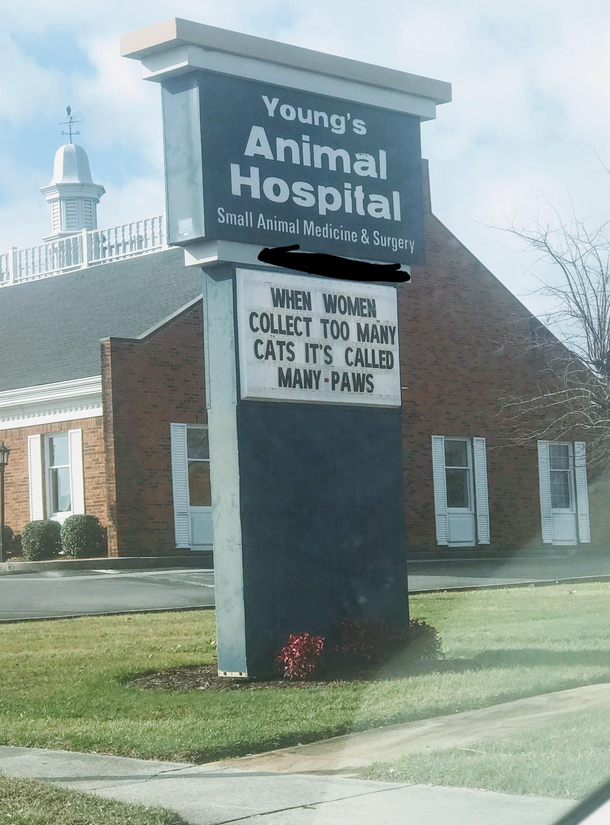 Young's
Animal
Hospital
Small Animal Medicine & Surgery
WHEN WOMEN
COLLECT TOO MANY
CATS IT'S CALLED
MANY-PAWS